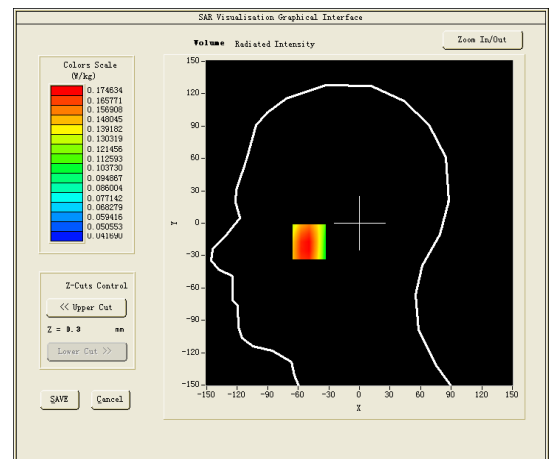 SAR Visualisation Graphical Interface
Volume Radiated Intensity
Zoom In/Out
Colors Scale
(W/kg)
0.174634
0.165771
0.156908
0.148045
0.139182
0.130319
0.121456
0.112593
0.103730
0.094867
0.086004
0.077142
0.068279
0.059416
0.050553
0.041690
Z-Cuts Control
<< Upper Cut
Z = 9.3 mm
Lower Cut >>
SAVE Cancel
150
120
90
60
30
0
-30
-60
-90
-120
-150
Y
-150 -120 -90 -60 -30 0 30 60 90 120 150
X